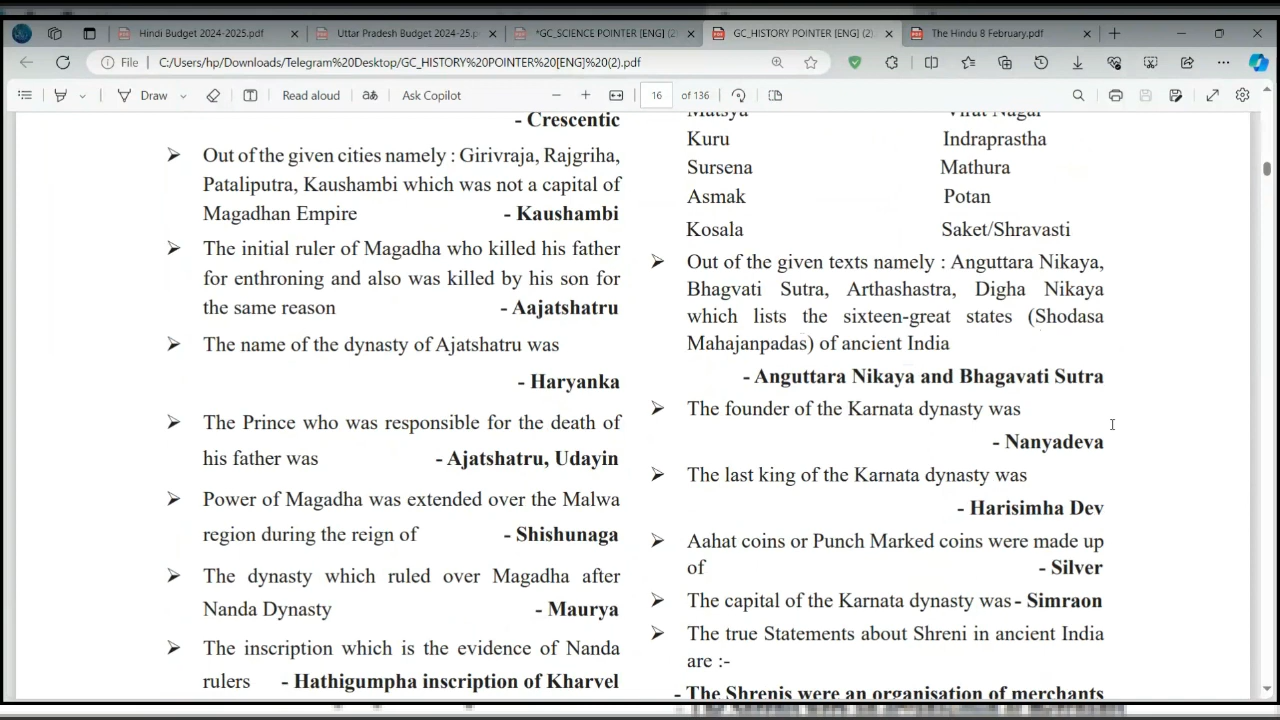 Hindi Budget 2024-2025.pdf
Uttar Pradesh Budget 2024-25.p
*GC_SCIENCE POINTER [ENG] (2)
GC_HISTORY POINTER [ENG] (2)
The Hindu 8 February.pdf
File C:/Users/hp/Downloads/Telegram%20Desktop/GC_HISTORY%20POINTER%20[ENG]%20(2).pdf
Draw
Read aloud
Ask Copilot
16 of 136
- Crescentic
➤ Out of the given cities namely : Girivraja, Rajgriha,
Pataliputra, Kaushambi which was not a capital of
Magadhan Empire - Kaushambi
➤ The initial ruler of Magadha who killed his father
for enthroning and also was killed by his son for
the same reason - Aajatshatru
➤ The name of the dynasty of Ajatshatru was
- Haryanka
➤ The Prince who was responsible for the death of
his father was - Ajatshatru, Udayin
➤ Power of Magadha was extended over the Malwa
region during the reign of - Shishunaga
➤ The dynasty which ruled over Magadha after
Nanda Dynasty - Maurya
➤ The inscription which is the evidence of Nanda
rulers - Hathigumpha inscription of Kharvel
Matsya Virat Nagar
Kuru Indraprastha
Sursena Mathura
Asmak Potan
Kosala Saket/Shravasti
➤ Out of the given texts namely : Anguttara Nikaya,
Bhagvati Sutra, Arthashastra, Digha Nikaya
which lists the sixteen-great states (Shodasa
Mahajanpadas) of ancient India
- Anguttara Nikaya and Bhagavati Sutra
➤ The founder of the Karnata dynasty was
- Nanyadeva
➤ The last king of the Karnata dynasty was
- Harisimha Dev
➤ Aahat coins or Punch Marked coins were made up
of - Silver
➤ The capital of the Karnata dynasty was - Simraon
➤ The true Statements about Shreni in ancient India
are :-
- The Shrenis were an organisation of merchants